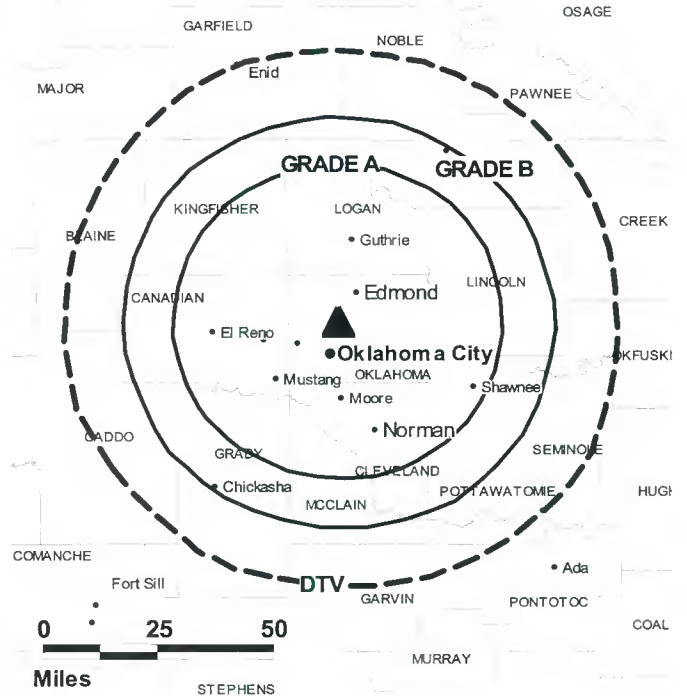 OSAGE
GARFIELD
NOBLE
Enid
MAJOR
PAWNEE
GRADE A
GRADE B
KINGFISHER
LOGAN
CREEK
BLAINE
Guthrie
LINCOLN
Edmond
CANADIAN
El Reno
Oklahoma City
OKFUSKI
Mustang
OKLAHOMA
Shawnee
Moore
Norman
CADDO
SEMINOLE
GRADY
CLEVELAND
Chickasha
POTTAWATOMIE
HUGH
MCCLAIN
COMANCHE
Ada
Fort Sill
DTV
GARVIN
PONTOTOC
0 25 50
COAL
Miles
MURRAY
STEPHENS